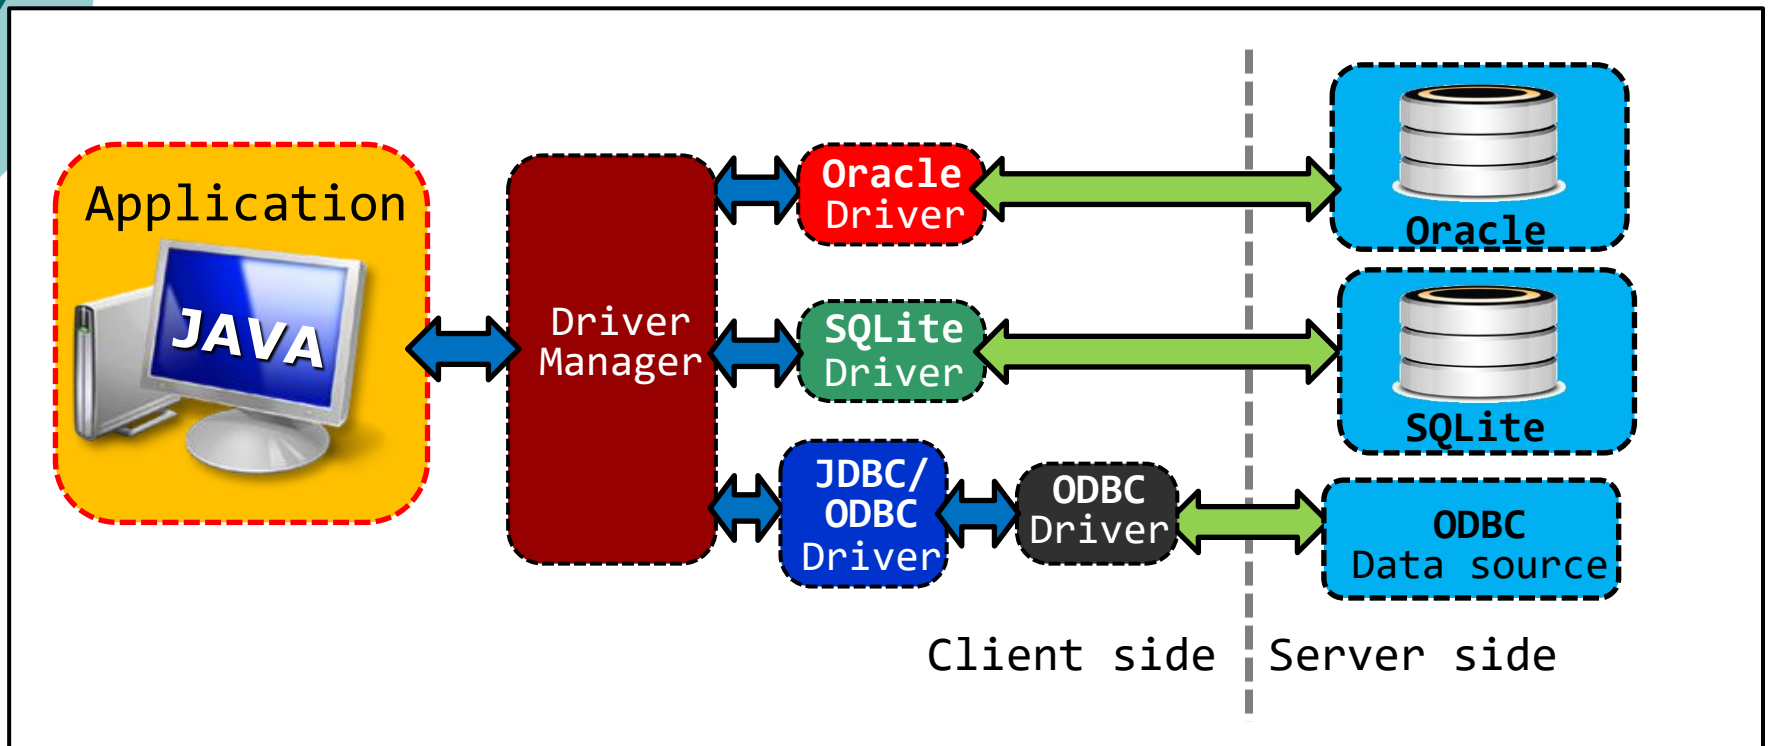 Application
JAVA
Driver
Manager
Oracle
Driver
SQLite
Driver
JDBC/
ODBC
Driver
ODBC
Driver
Oracle
SQLite
ODBC
Data source
Client side
Server side